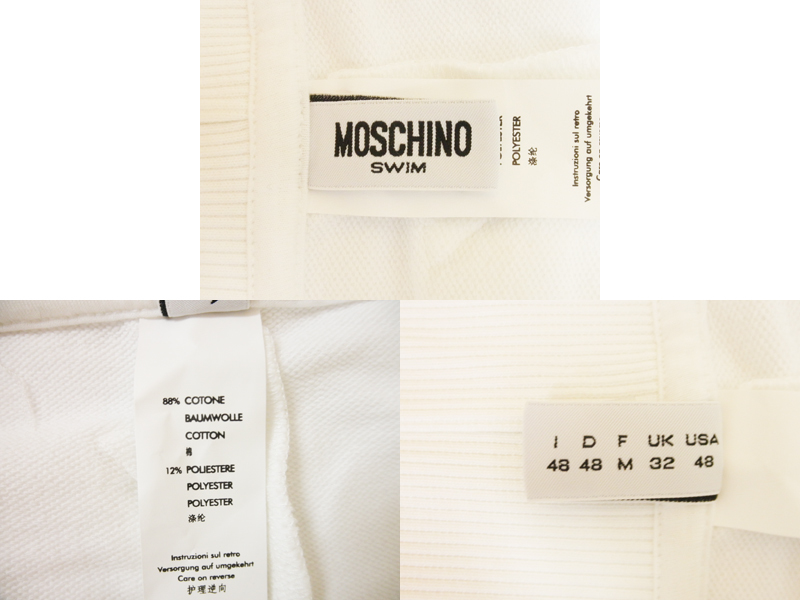 MOSCHINO
SWIM
POLYESTER
POLYESTER
涤纶
Instruzioni sul retro
Versorgung auf umgekehrt
88% COTONE
BAUMWOLLE
COTTON
12% POLIESTERE
POLYESTER
POLYESTER
涤纶
Instruzioni sul retro
Versorgung auf umgekehrt
Care on reverse
护理逆向
I D F UK USA
48 48 M 32 48